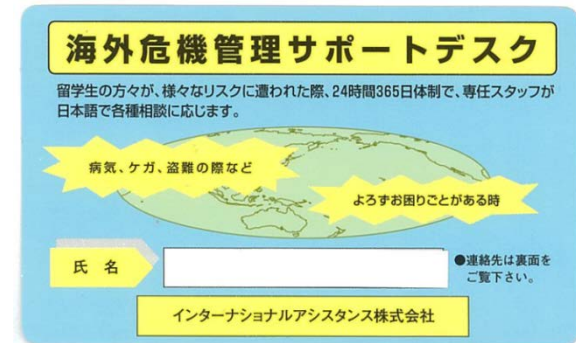 海外危機管理サポートデスク
留学生の方々が、様々なリスクに遭われた際、24時間365日体制で、専任スタッフが
日本語で各種相談に応じます。
病気、ケガ、盗難の際など
よろずお困りごとがある時
氏 名
●連絡先は裏面を
ご覧下さい。
インターナショナルアシスタンス株式会社